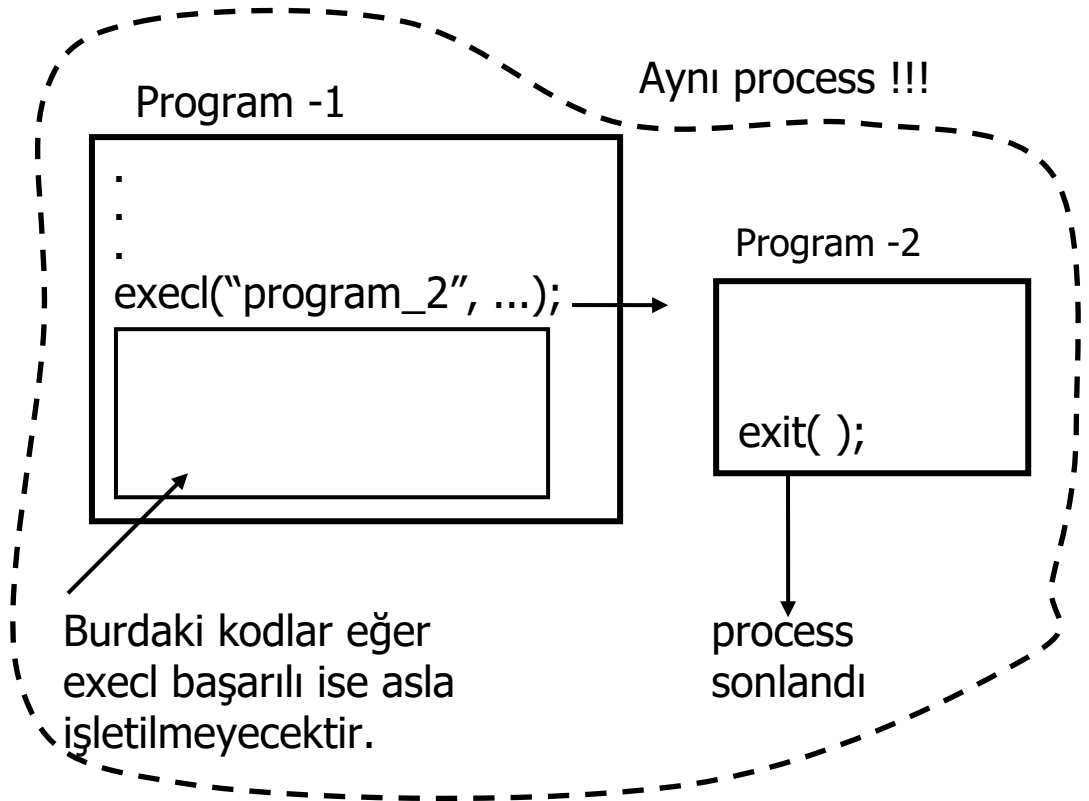 Aynı process !!!
Program -1
.
.
.
execl(“program_2”, ...);
Program -2
exit( );
Burdaki kodlar eğer
execl başarılı ise asla
işletilmeyecektir.
process
sonlandı